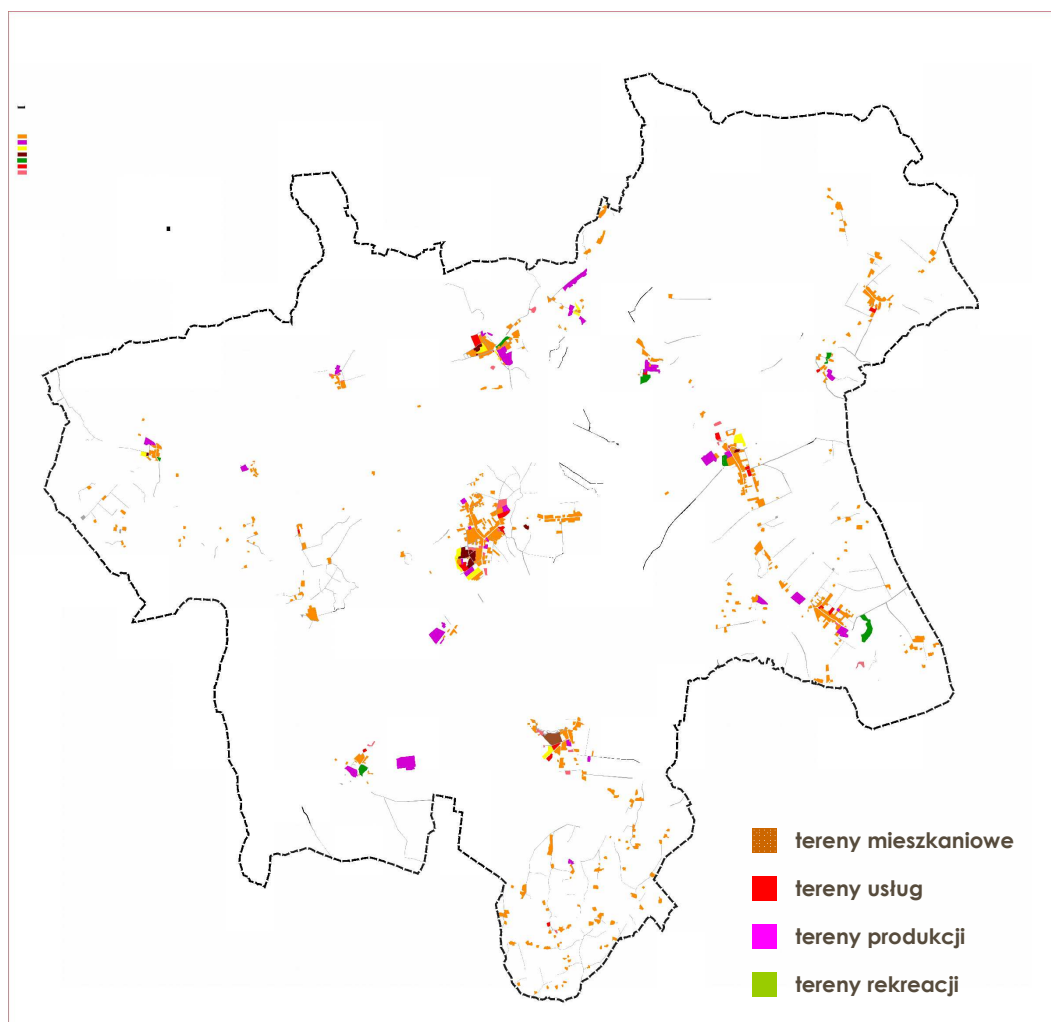 tereny mieszkaniowe
tereny usług
tereny produkcji
tereny rekreacji